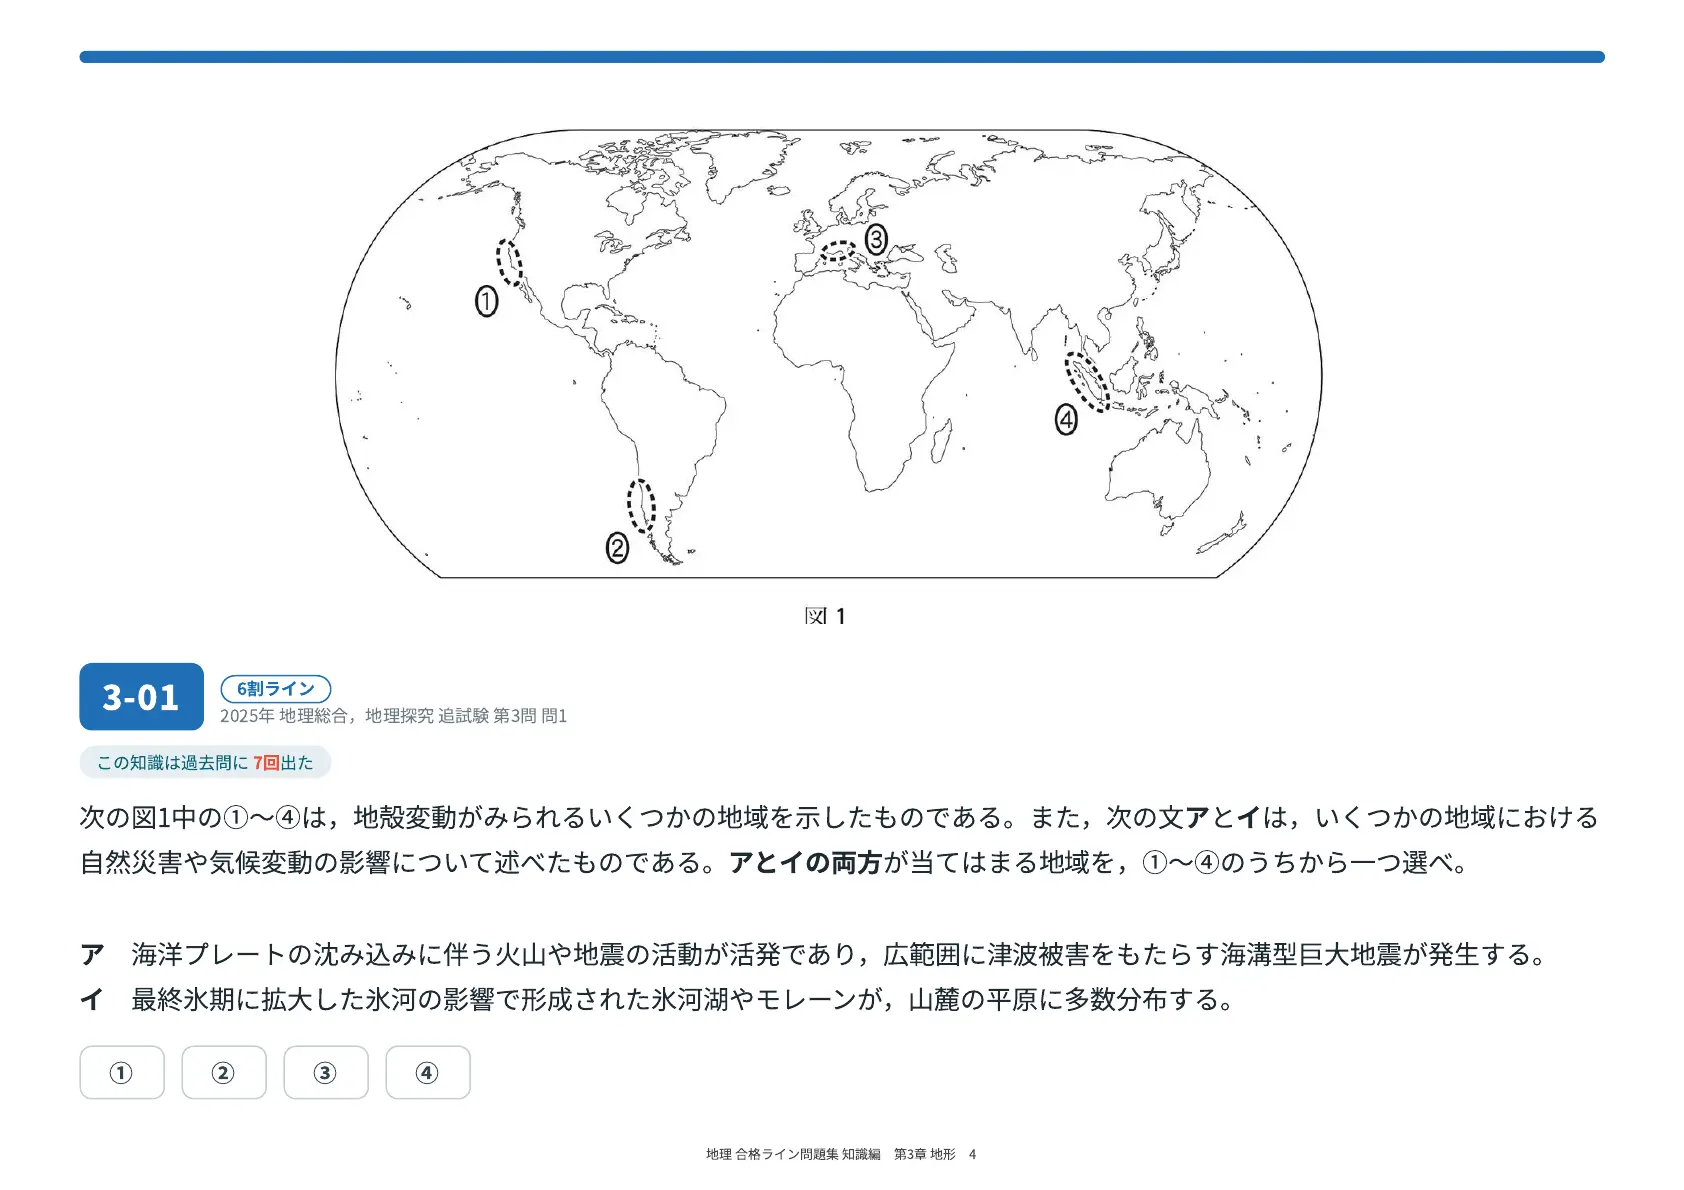 ①
②
③
④
図 1
3-01
6割ライン
2025年 地理総合，地理探究 追試験 第3問 問1
この知識は過去問に 7回出た
次の図1中の①～④は，地殻変動がみられるいくつかの地域を示したものである。また，次の文アとイは，いくつかの地域における
自然災害や気候変動の影響について述べたものである。アとイの両方が当てはまる地域を，①～④のうちから一つ選べ。
ア　海洋プレートの沈み込みに伴う火山や地震の活動が活発であり，広範囲に津波被害をもたらす海溝型巨大地震が発生する。
イ　最終氷期に拡大した氷河の影響で形成された氷河湖やモレーンが，山麓の平原に多数分布する。
① ② ③ ④
地理 合格ライン問題集 知識編　第3章 地形　4